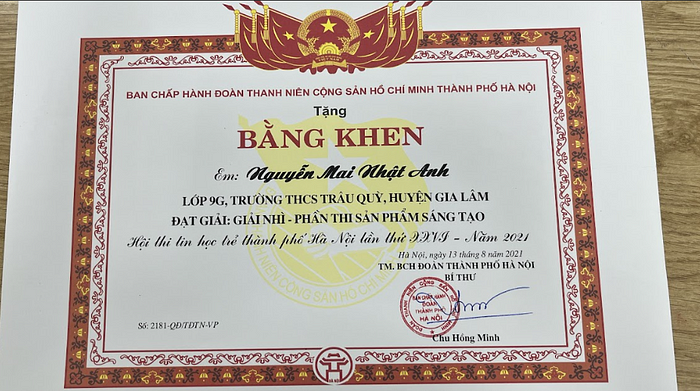 BAN CHẤP HÀNH ĐOÀN THANH NIÊN CỘNG SẢN HỒ CHÍ MINH THÀNH PHỐ HÀ NỘI
Tặng
BẰNG KHEN
Em: Nguyễn Mai Nhật Anh
LỚP 9G, TRƯỜNG THCS TRÂU QUỲ, HUYỆN GIA LÂM
ĐẠT GIẢI: GIẢI NHÌ - PHẦN THI SẢN PHẨM SÁNG TẠO
Hội thi tin học trẻ thành phố Hà Nội lần thứ XXVI - Năm 2021
Hà Nội, ngày 13 tháng 8 năm 2021
TM. BCH ĐOÀN THÀNH PHỐ HÀ NỘI
BÍ THƯ
BAN CHẤP HÀNH
ĐOÀN
THÀNH PHỐ
HÀ NỘI
Số: 2181-QĐ/TĐTN-VP
Chu Hồng Minh